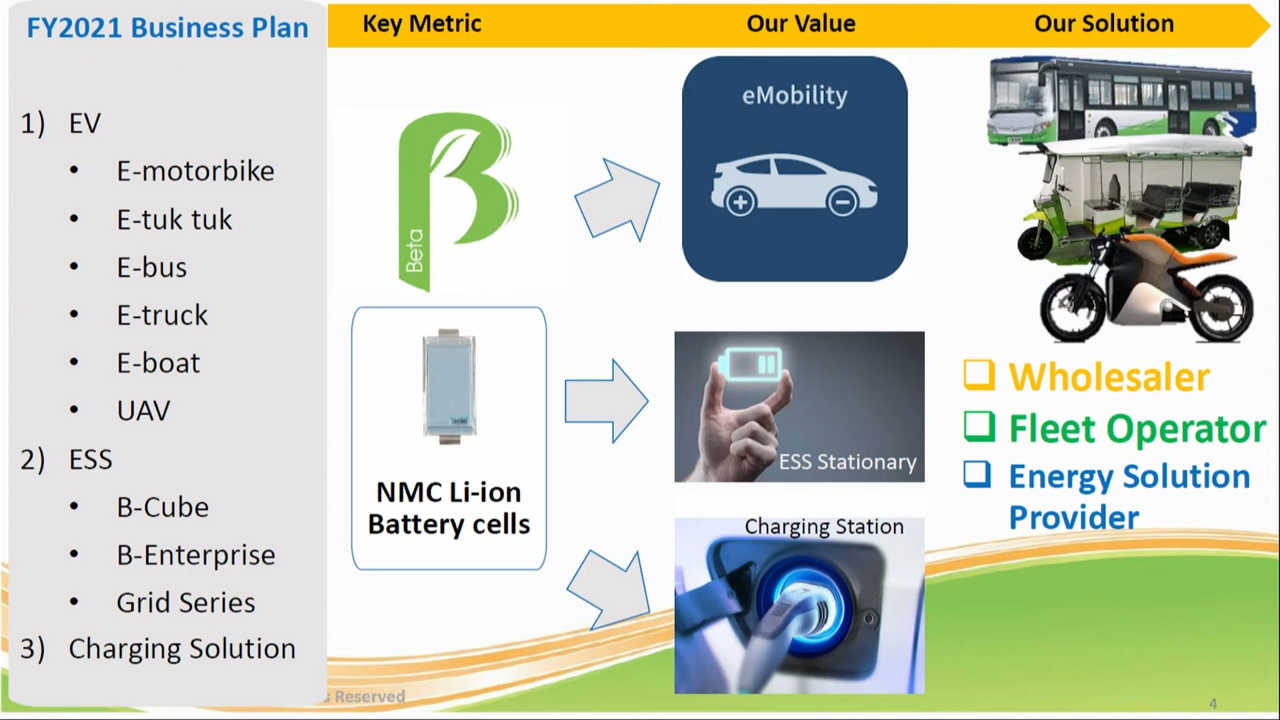 FY2021 Business Plan
Key Metric
Our Value
Our Solution
1) EV
• E-motorbike
• E-tuk tuk
• E-bus
• E-truck
• E-boat
• UAV
2) ESS
• B-Cube
• B-Enterprise
• Grid Series
3) Charging Solution
Beta
NMC Li-ion
Battery cells
eMobility
ESS Stationary
Charging Station
❑ Wholesaler
❑ Fleet Operator
❑ Energy Solution
Provider
Reserved
4